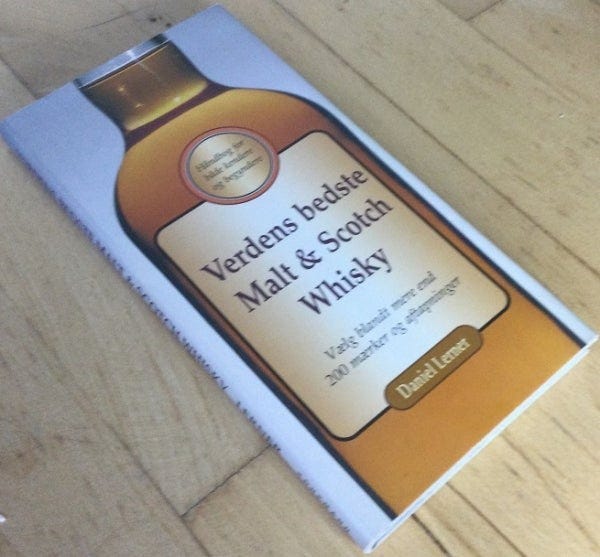 Håndbog for
både kendere
og begyndere
Verdens bedste
Malt & Scotch
Whisky
Vælg blandt mere end
200 mærker og aftapninger
Daniel Lerner